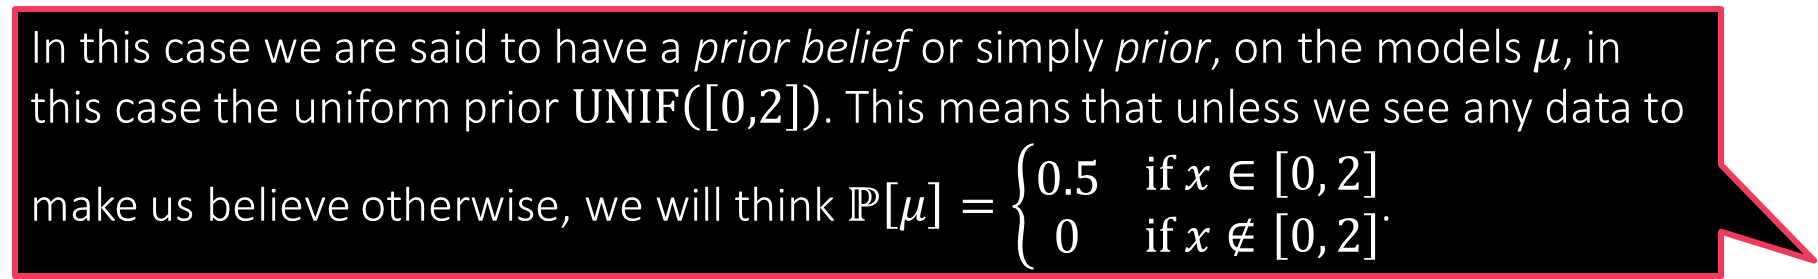 In this case we are said to have a prior belief or simply prior, on the models μ, in
this case the uniform prior UNIF([0,2]). This means that unless we see any data to
make us believe otherwise, we will think ℙ[μ] = { 0.5 if x ∈ [0, 2]
0 if x ∉ [0, 2] .